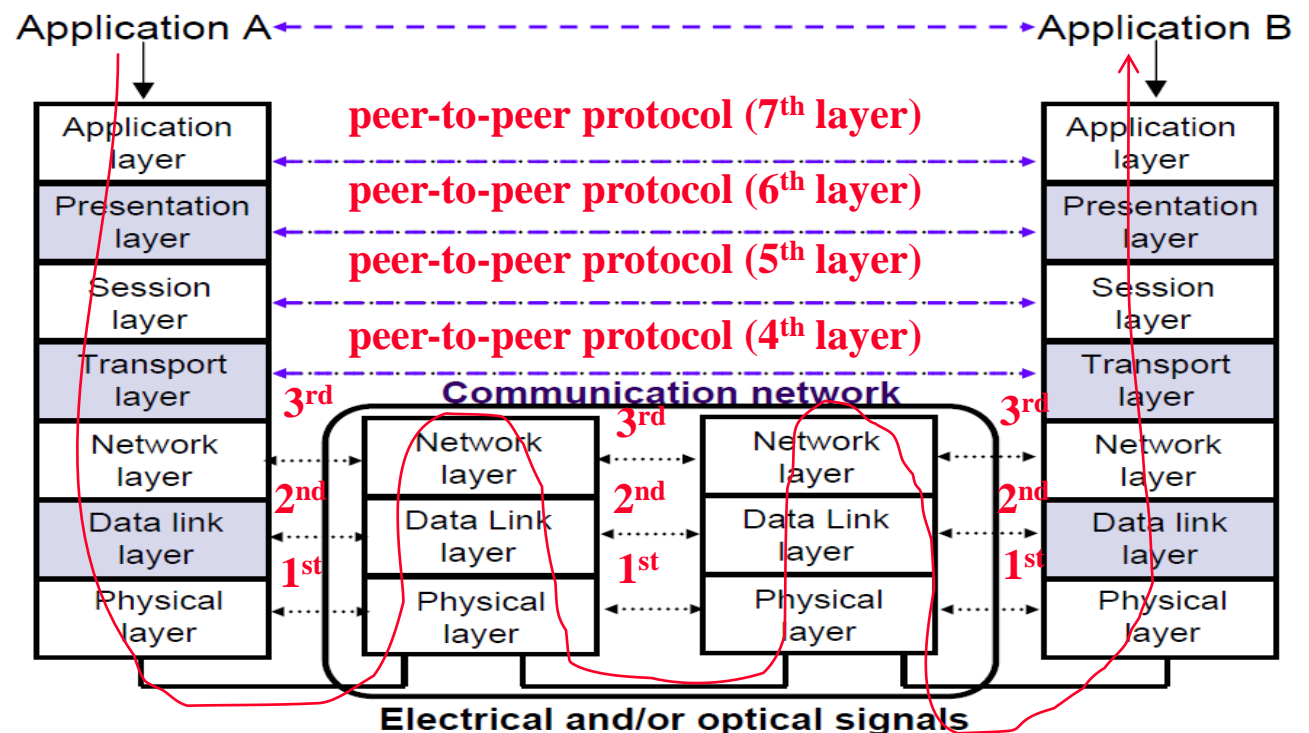 Application A
Application B
peer-to-peer protocol (7th layer)
peer-to-peer protocol (6th layer)
peer-to-peer protocol (5th layer)
peer-to-peer protocol (4th layer)
Application
layer
Presentation
layer
Session
layer
Transport
layer
Network
layer
Data link
layer
Physical
layer
3rd
2nd
1st
Communication network
Network
layer
Data Link
layer
Physical
layer
3rd
2nd
1st
Network
layer
Data Link
layer
Physical
layer
3rd
2nd
1st
Application
layer
Presentation
layer
Session
layer
Transport
layer
Network
layer
Data link
layer
Physical
layer
Electrical and/or optical signals